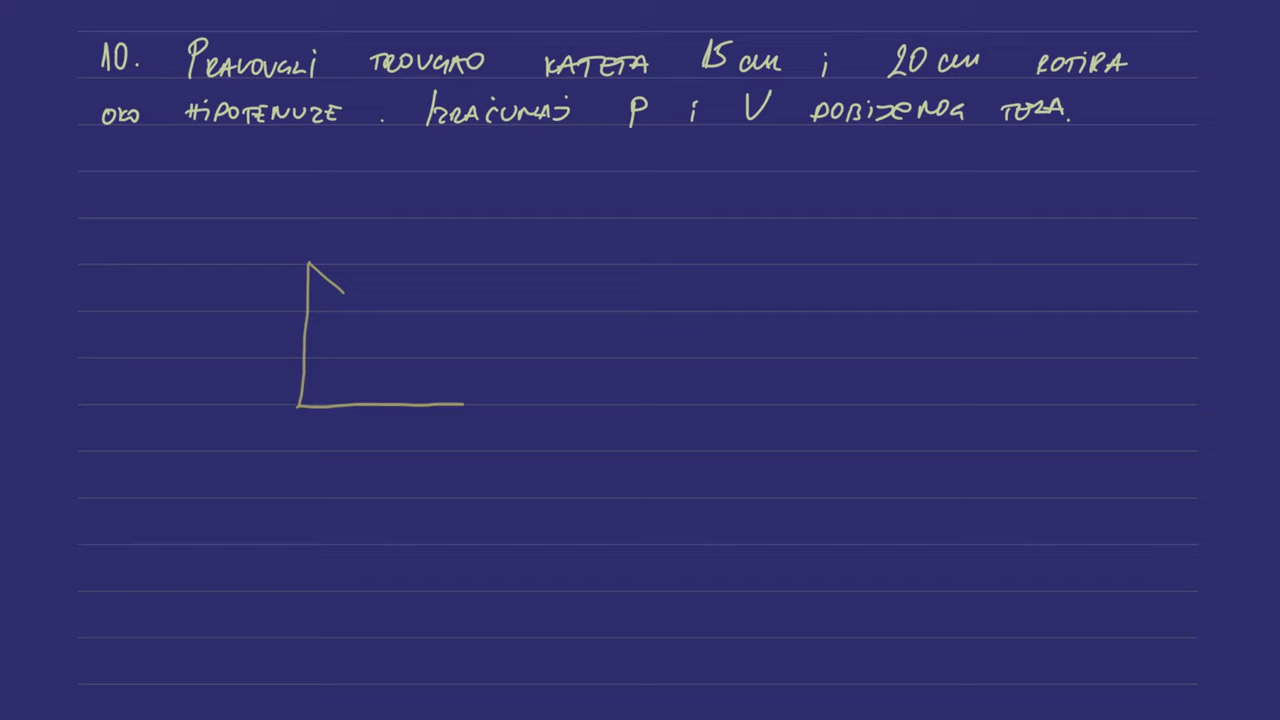 10. PRAVOUGLI TROUGAO KATETA 15 cm i 20 cm ROTIRA
OKO HIPOTENUZE. IZRAČUNAJ P i V DOBIJENOG TELA.